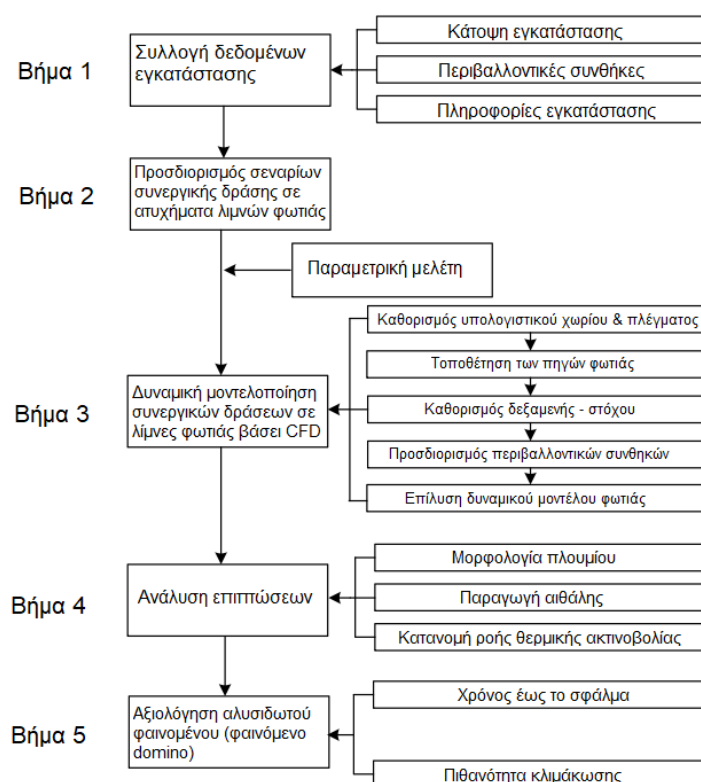 Βήμα 1
Συλλογή δεδομένων
εγκατάστασης
Κάτοψη εγκατάστασης
Περιβαλλοντικές συνθήκες
Πληροφορίες εγκατάστασης
Βήμα 2
Προσδιορισμός σεναρίων
συνεργικής δράσης σε
ατυχήματα λιμνών φωτιάς
Παραμετρική μελέτη
Βήμα 3
Δυναμική μοντελοποίηση
συνεργικών δράσεων σε
λίμνες φωτιάς βάσει CFD
Καθορισμός υπολογιστικού χωρίου & πλέγματος
Τοποθέτηση των πηγών φωτιάς
Καθορισμός δεξαμενής - στόχου
Προσδιορισμός περιβαλλοντικών συνθηκών
Επίλυση δυναμικού μοντέλου φωτιάς
Βήμα 4
Ανάλυση επιπτώσεων
Μορφολογία πλουμίου
Παραγωγή αιθάλης
Κατανομή ροής θερμικής ακτινοβολίας
Βήμα 5
Αξιολόγηση αλυσιδωτού
φαινομένου (φαινόμενο
domino)
Χρόνος έως το σφάλμα
Πιθανότητα κλιμάκωσης